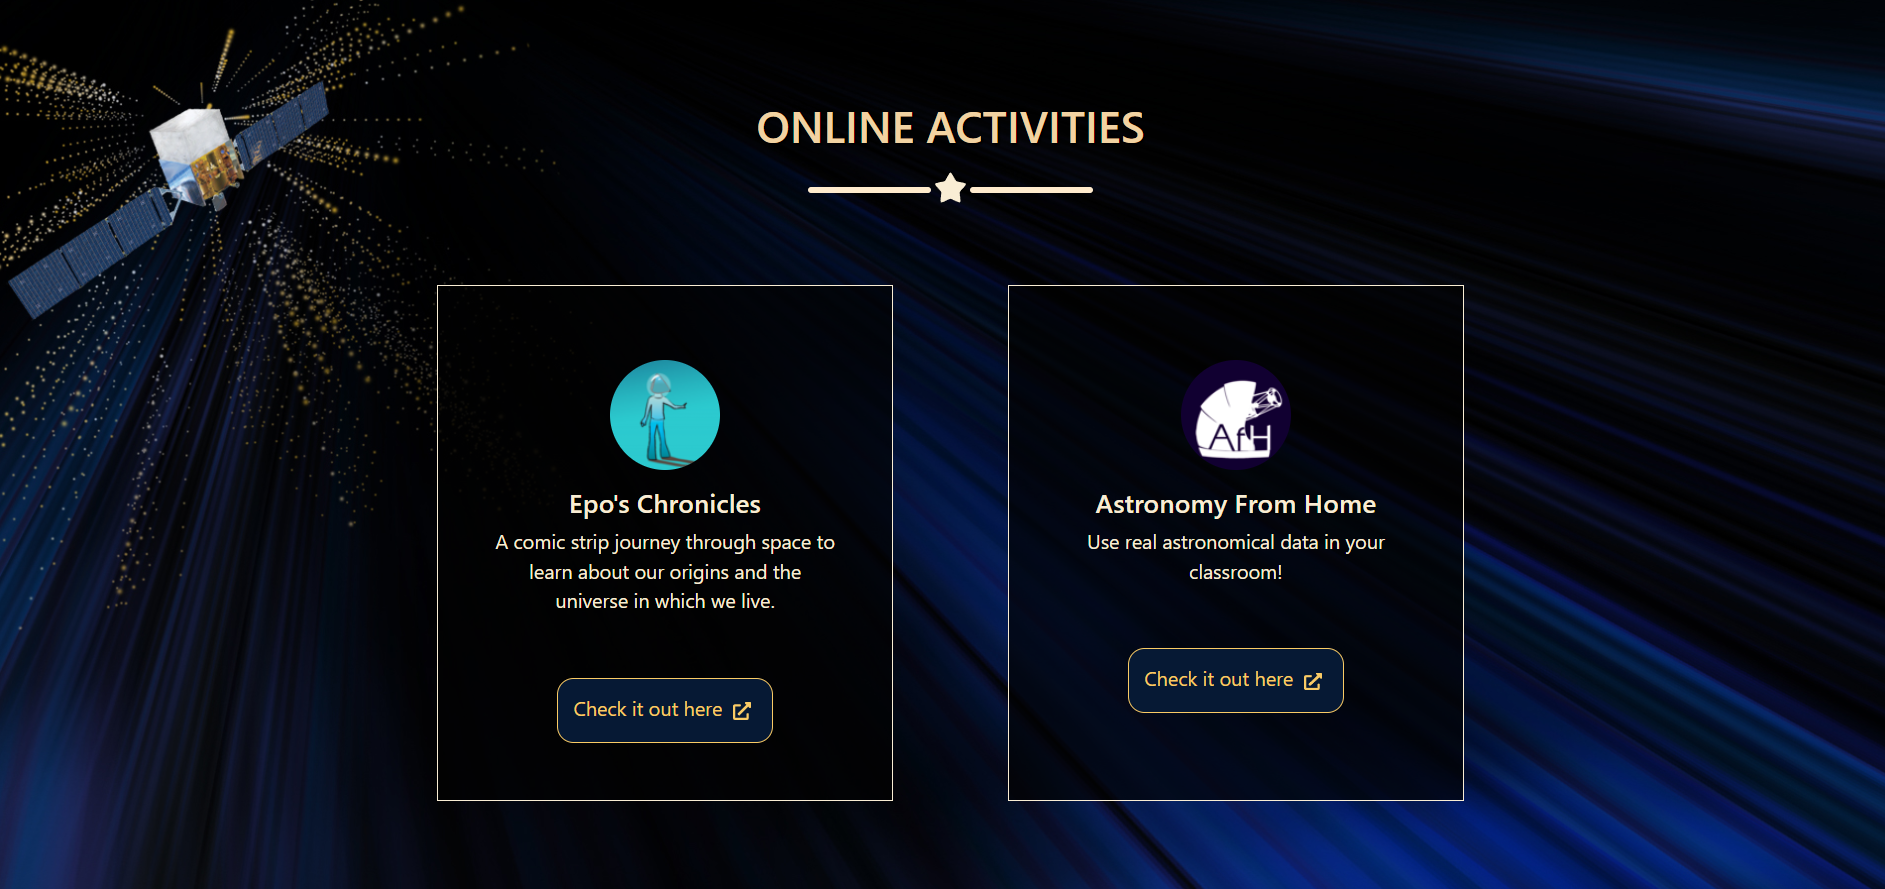 ONLINE ACTIVITIES
Epo's Chronicles
A comic strip journey through space to
learn about our origins and the
universe in which we live.
Check it out here
AfH
Astronomy From Home
Use real astronomical data in your
classroom!
Check it out here